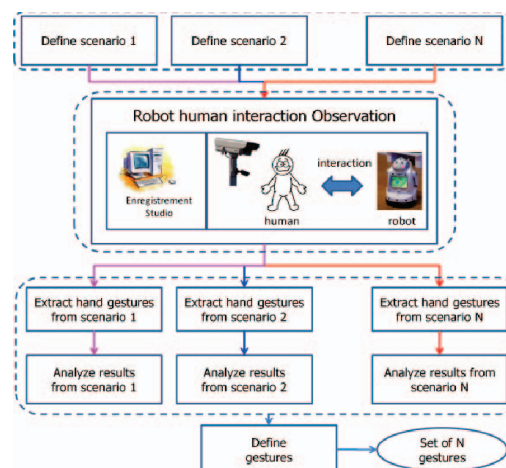 Define scenario 1
Define scenario 2
Define scenario N
Robot human interaction Observation
Enregistrement
Studio
interaction
human
robot
Extract hand gestures
from scenario 1
Extract hand gestures
from scenario 2
Extract hand gestures
from scenario N
Analyze results
from scenario 1
Analyze results
from scenario 2
Analyze results from
scenario N
Define
gestures
Set of N
gestures